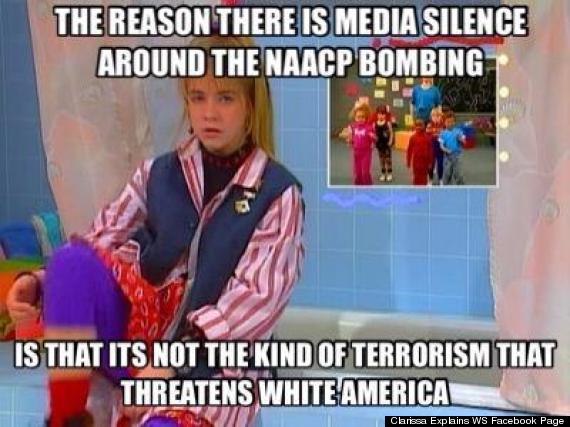 THE REASON THERE IS MEDIA SILENCE
AROUND THE NAACP BOMBING
IS THAT ITS NOT THE KIND OF TERRORISM THAT
THREATENS WHITE AMERICA
Clarissa Explains WS Facebook Page